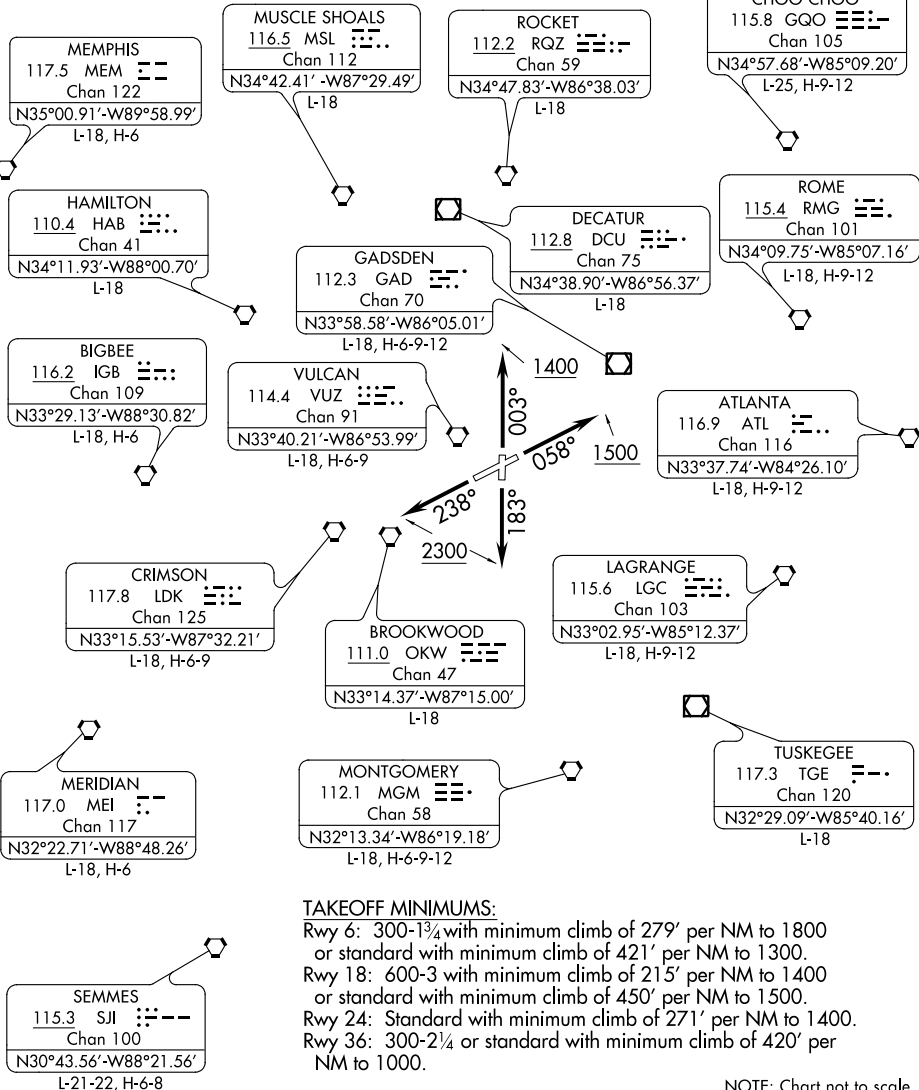 MEMPHIS
117.5 MEM
Chan 122
N35°00.91'-W89°58.99'
L-18, H-6
MUSCLE SHOALS
116.5 MSL
Chan 112
N34°42.41'-W87°29.49'
L-18
ROCKET
112.2 RQZ
Chan 59
N34°47.83'-W86°38.03'
L-18
CHOO CHOO
115.8 GQO
Chan 105
N34°57.68'-W85°09.20'
L-25, H-9-12
HAMILTON
110.4 HAB
Chan 41
N34°11.93'-W88°00.70'
L-18
DECATUR
112.8 DCU
Chan 75
N34°38.90'-W86°56.37'
L-18
ROME
115.4 RMG
Chan 101
N34°09.75'-W85°07.16'
L-18, H-9-12
GADSDEN
112.3 GAD
Chan 70
N33°58.58'-W86°05.01'
L-18, H-6-9-12
BIGBEE
116.2 IGB
Chan 109
N33°29.13'-W88°30.82'
L-18, H-6
VULCAN
114.4 VUZ
Chan 91
N33°40.21'-W86°53.99'
L-18, H-6-9
1400
003°
1500
058°
238°
183°
2300
ATLANTA
116.9 ATL
Chan 116
N33°37.74'-W84°26.10'
L-18, H-9-12
CRIMSON
117.8 LDK
Chan 125
N33°15.53'-W87°32.21'
L-18, H-6-9
BROOKWOOD
111.0 OKW
Chan 47
N33°14.37'-W87°15.00'
L-18
LAGRANGE
115.6 LGC
Chan 103
N33°02.95'-W85°12.37'
L-18, H-9-12
MERIDIAN
117.0 MEI
Chan 117
N32°22.71'-W88°48.26'
L-18, H-6
MONTGOMERY
112.1 MGM
Chan 58
N32°13.34'-W86°19.18'
L-18, H-6-9-12
TUSKEGEE
117.3 TGE
Chan 120
N32°29.09'-W85°40.16'
L-18
SEMMES
115.3 SJI
Chan 100
N30°43.56'-W88°21.56'
L-21-22, H-6-8
TAKEOFF MINIMUMS:
Rwy 6: 300-1¾ with minimum climb of 279' per NM to 1800
or standard with minimum climb of 421' per NM to 1300.
Rwy 18: 600-3 with minimum climb of 215' per NM to 1400
or standard with minimum climb of 450' per NM to 1500.
Rwy 24: Standard with minimum climb of 271' per NM to 1400.
Rwy 36: 300-2¼ or standard with minimum climb of 420' per
NM to 1000.
NOTE: Chart not to scale